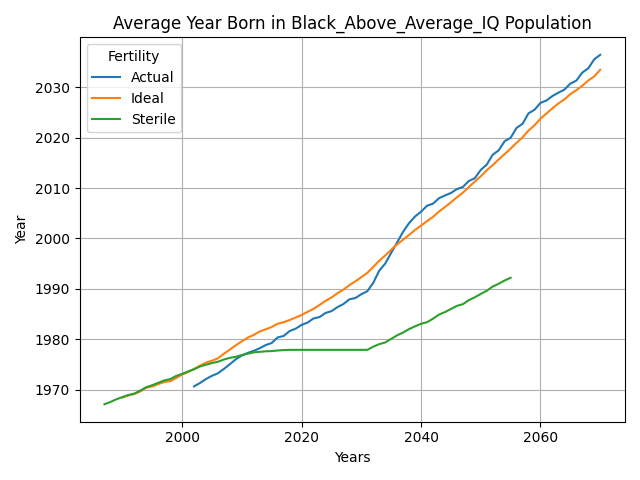 Average Year Born in Black_Above_Average_IQ Population
Fertility
Actual
Ideal
Sterile
Year
2030
2020
2010
2000
1990
1980
1970
2000 2020 2040 2060
Years